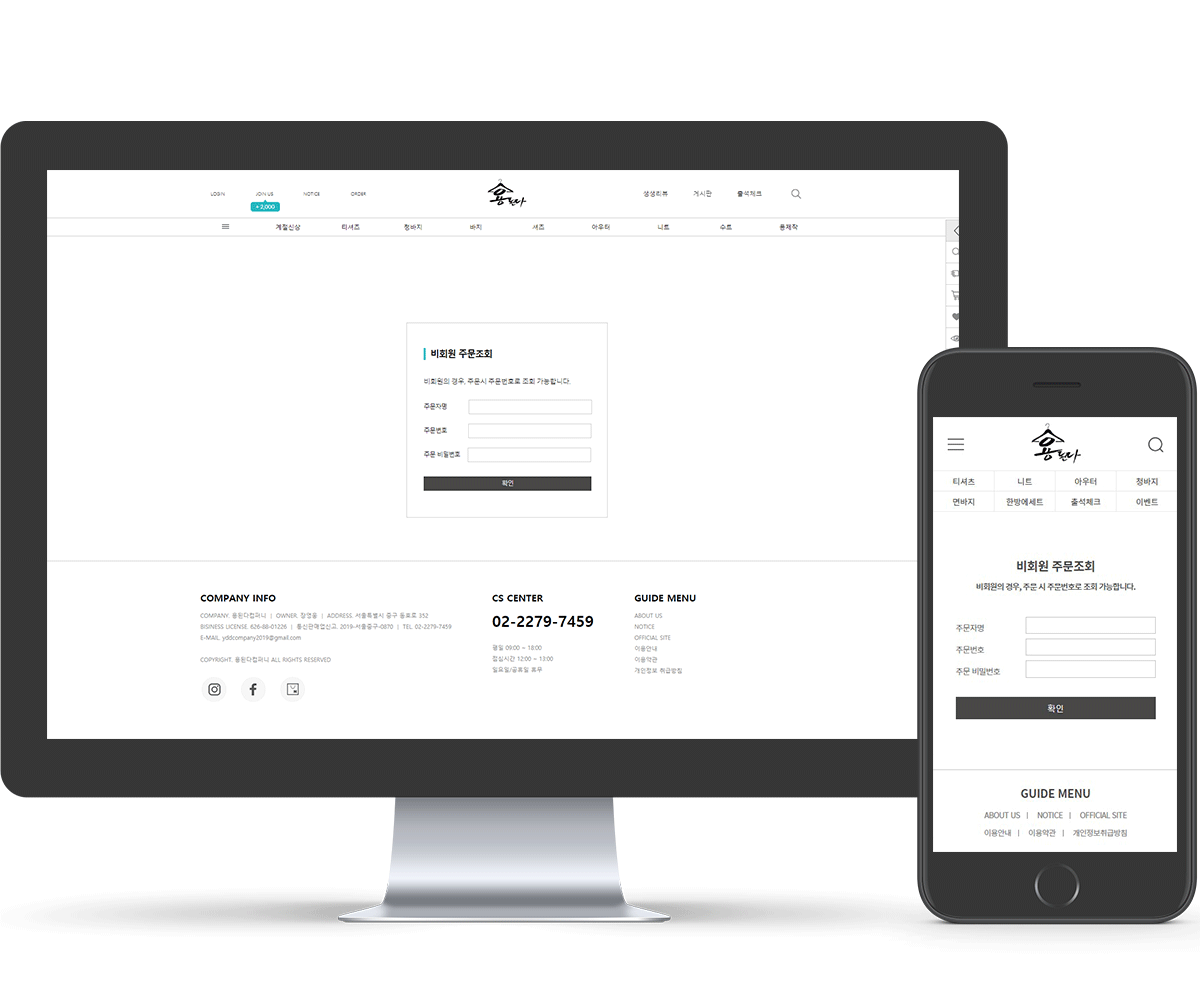 LOGIN JOIN US NOTICE ORDER
+ 2,000
용된다
생생리뷰 게시판 출석체크
계절신상 티셔츠 청바지 바지 셔츠 아우터 니트 수트 용제작
비회원 주문조회
비회원의 경우, 주문시 주문번호로 조회 가능합니다.
주문자명
주문번호
주문 비밀번호
확인
COMPANY INFO
COMPANY. 용된다컴퍼니 | OWNER. 장영웅 | ADDRESS. 서울특별시 중구 동호로 352
BISINESS LICENSE. 626-88-01226 | 통신판매업신고. 2019-서울중구-0870 | TEL. 02-2279-7459
E-MAIL. yddcompany2019@gmail.com
COPYRIGHT. 용된다컴퍼니 ALL RIGHTS RESERVED
CS CENTER
02-2279-7459
평일 09:00 ~ 18:00
점심시간 12:00 ~ 13:00
일요일/공휴일 휴무
GUIDE MENU
ABOUT US
NOTICE
OFFICIAL SITE
이용안내
이용약관
개인정보 취급방침
용된다
티셔츠 니트 아우터 청바지
면바지 한방에세트 출석체크 이벤트
비회원 주문조회
비회원의 경우, 주문 시 주문번호로 조회 가능합니다.
주문자명
주문번호
주문 비밀번호
확인
GUIDE MENU
ABOUT US | NOTICE | OFFICIAL SITE
이용안내 | 이용약관 | 개인정보취급방침